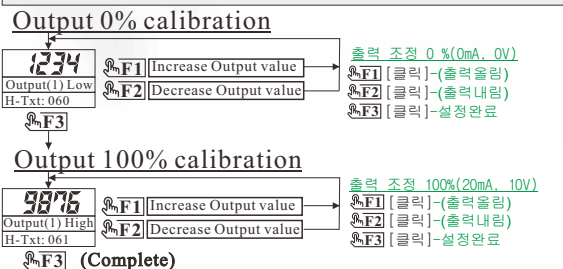 Output 0% calibration
1234
Output(1) Low
H-Txt: 060
F1 Increase Output value
F2 Decrease Output value
F3
출력 조정 0 %(0mA, 0V)
F1 [클릭]-(출력올림)
F2 [클릭]-(출력내림)
F3 [클릭]-설정완료
Output 100% calibration
9876
Output(1) High
H-Txt: 061
F1 Increase Output value
F2 Decrease Output value
F3 (Complete)
출력 조정 100%(20mA, 10V)
F1 [클릭]-(출력올림)
F2 [클릭]-(출력내림)
F3 [클릭]-설정완료